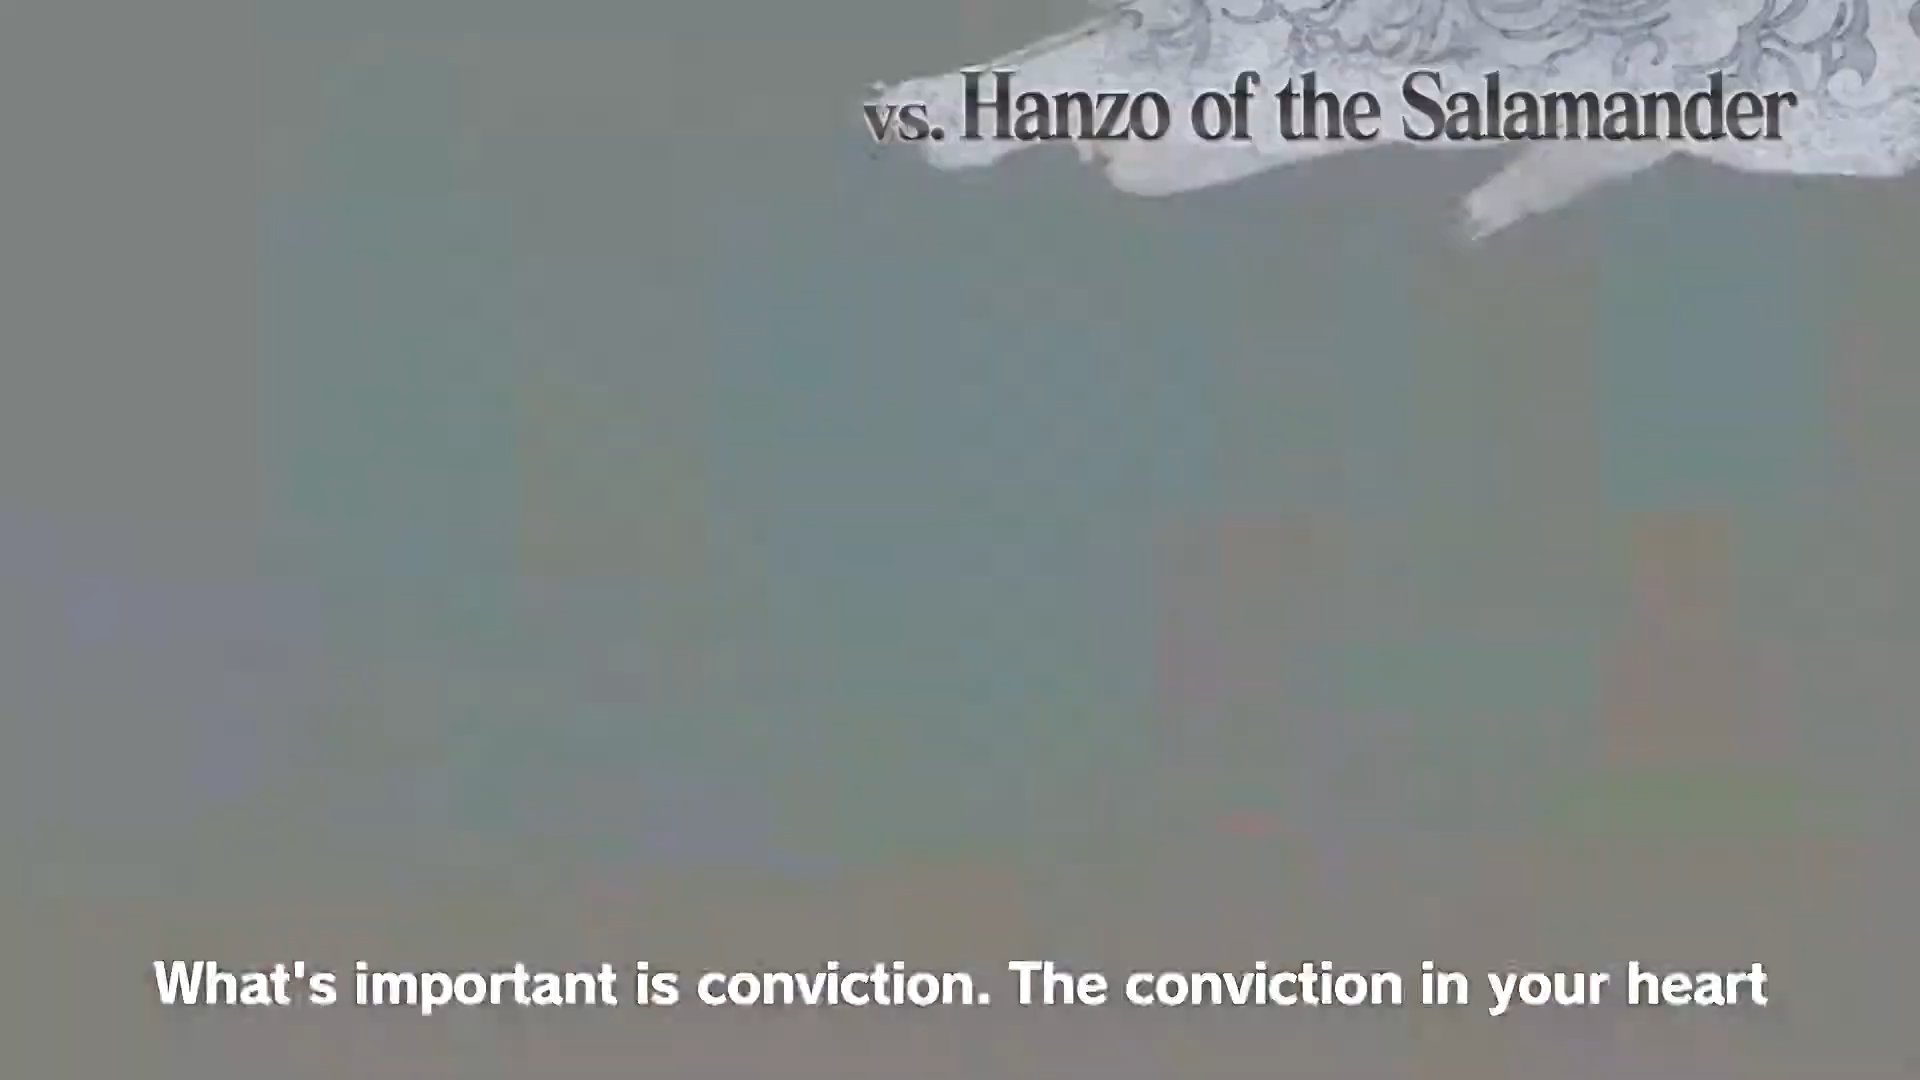 vs. Hanzo of the Salamander
What's important is conviction. The conviction in your heart